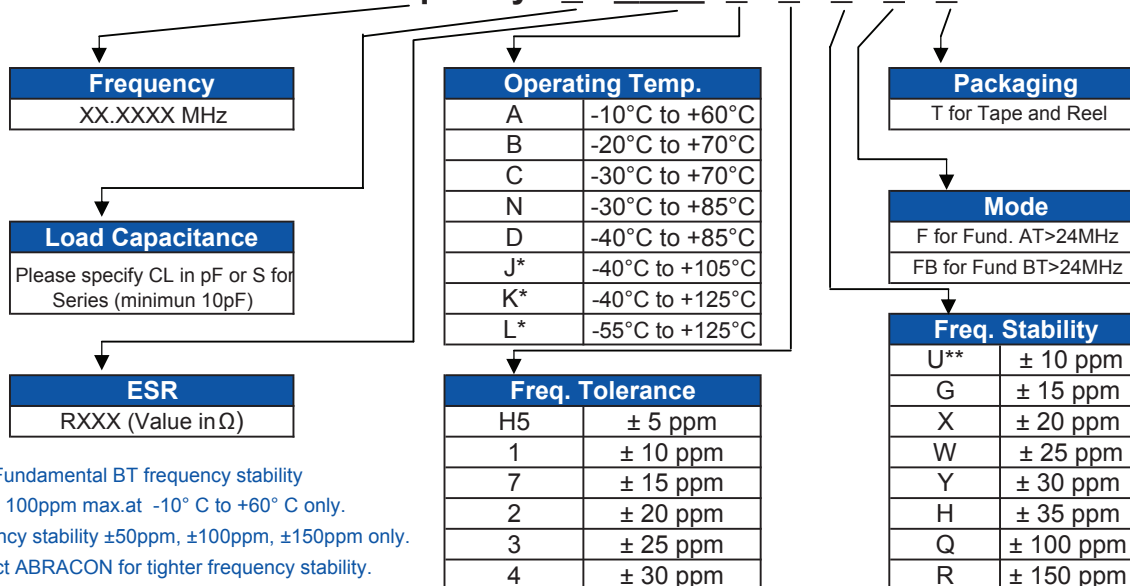 Frequency
XX.XXXX MHz
Load Capacitance
Please specify CL in pF or S for
Series (minimun 10pF)
ESR
RXXX (Value in Ω)
Fundamental BT frequency stability
100ppm max.at -10° C to +60° C only.
stability ±50ppm, ±100ppm, ±150ppm only.
ABRACON for tighter frequency stability.
Operating Temp.
A -10°C to +60°C
B -20°C to +70°C
C -30°C to +70°C
N -30°C to +85°C
D -40°C to +85°C
J* -40°C to +105°C
K* -40°C to +125°C
L* -55°C to +125°C
Freq. Tolerance
H5 ± 5 ppm
1 ± 10 ppm
7 ± 15 ppm
2 ± 20 ppm
3 ± 25 ppm
4 ± 30 ppm
Packaging
T for Tape and Reel
Mode
F for Fund. AT>24MHz
FB for Fund BT>24MHz
Freq. Stability
U** ± 10 ppm
G ± 15 ppm
X ± 20 ppm
W ± 25 ppm
Y ± 30 ppm
H ± 35 ppm
Q ± 100 ppm
R ± 150 ppm